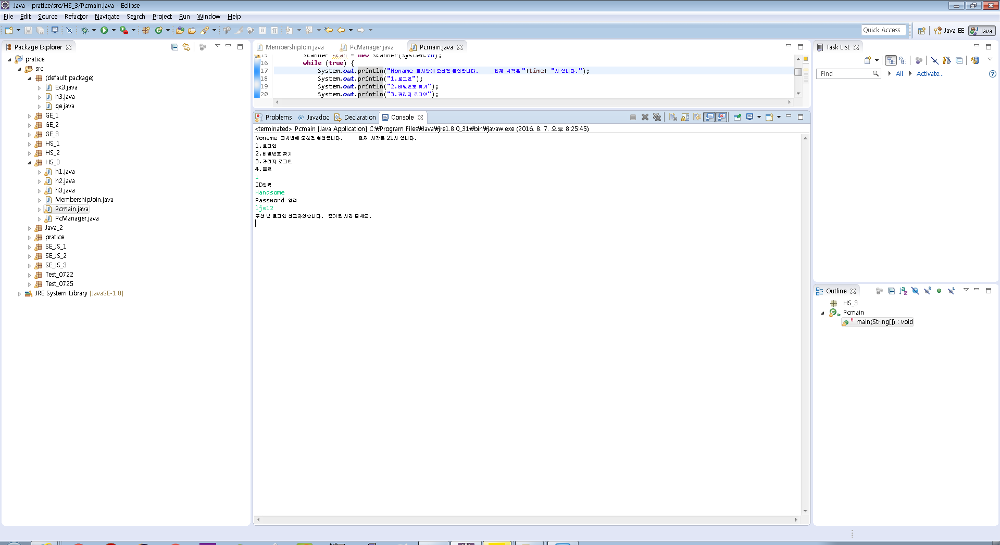 Java - pratice/src/HS_3/Pcmain.java - Eclipse
File Edit Source Refactor Navigate Search Project Run Window Help
Quick Access
Java EE
Java
Package Explorer
pratice
src
(default package)
Ex3.java
h3.java
qe.java
GE_1
GE_2
GE_3
HS_1
HS_2
HS_3
h1.java
h2.java
h3.java
MembershipJoin.java
Pcmain.java
PcManager.java
Java_2
pratice
SE_JS_1
SE_JS_2
SE_JS_3
Test_0722
Test_0725
JRE System Library [JavaSE-1.8]
MembershipJoin.java PcManager.java Pcmain.java
15 Scanner scan = new Scanner(System.in);
16 while (true) {
17 System.out.println("Noname 피시방에 오신걸 환영합니다. 현재 시각은 "+time+ "시 입니다.");
18 System.out.println("1.로그인");
19 System.out.println("2.비밀번호 찾기");
20 System.out.println("3.관리자 로그인");
Problems @ Javadoc Declaration Console
<terminated> Pcmain [Java Application] C:₩Program Files₩Java₩jre1.8.0_31₩bin₩javaw.exe (2016. 8. 7. 오후 8:25:45)
Noname 피시방에 오신걸 환영합니다. 현재 시각은 21시 입니다.
1.로그인
2.비밀번호 찾기
3.관리자 로그인
4.종료
1
ID입력
Handsome
Password 입력
ljs12
님 로그인 성공하였습니다. 즐거운 시간 되세요.
Task List
Find
All
Activate...
Outline
HS_3
Pcmain
main(String[]) : void